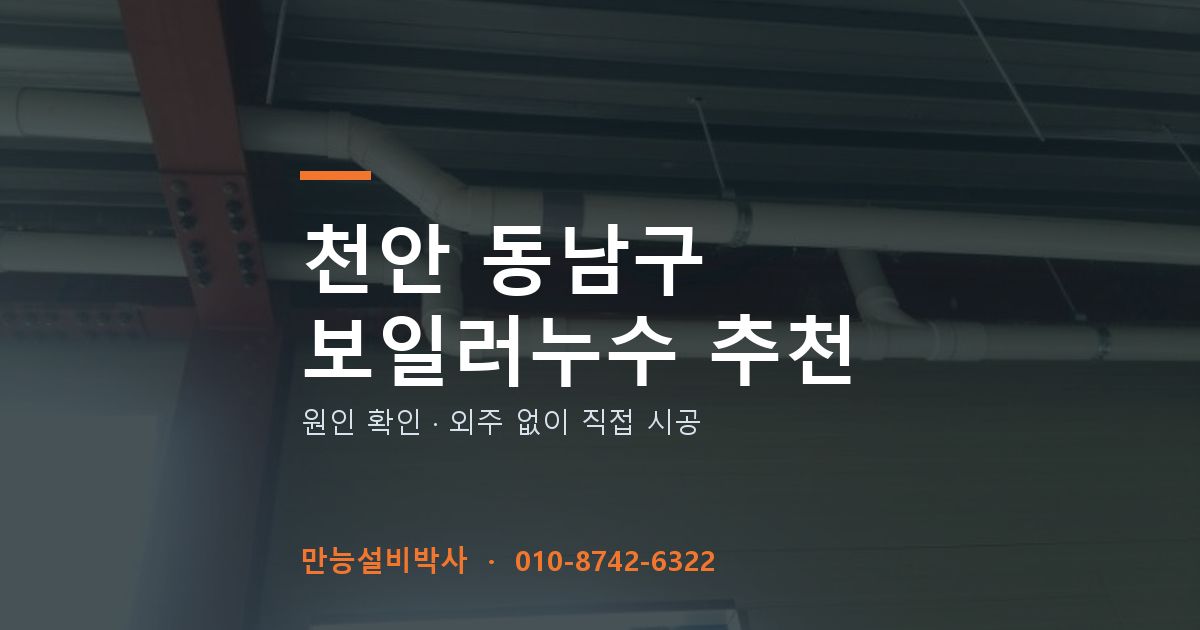 천안 동남구
보일러누수 추천
원인 확인 · 외주 없이 직접 시공
만능설비박사 · 010-8742-6322